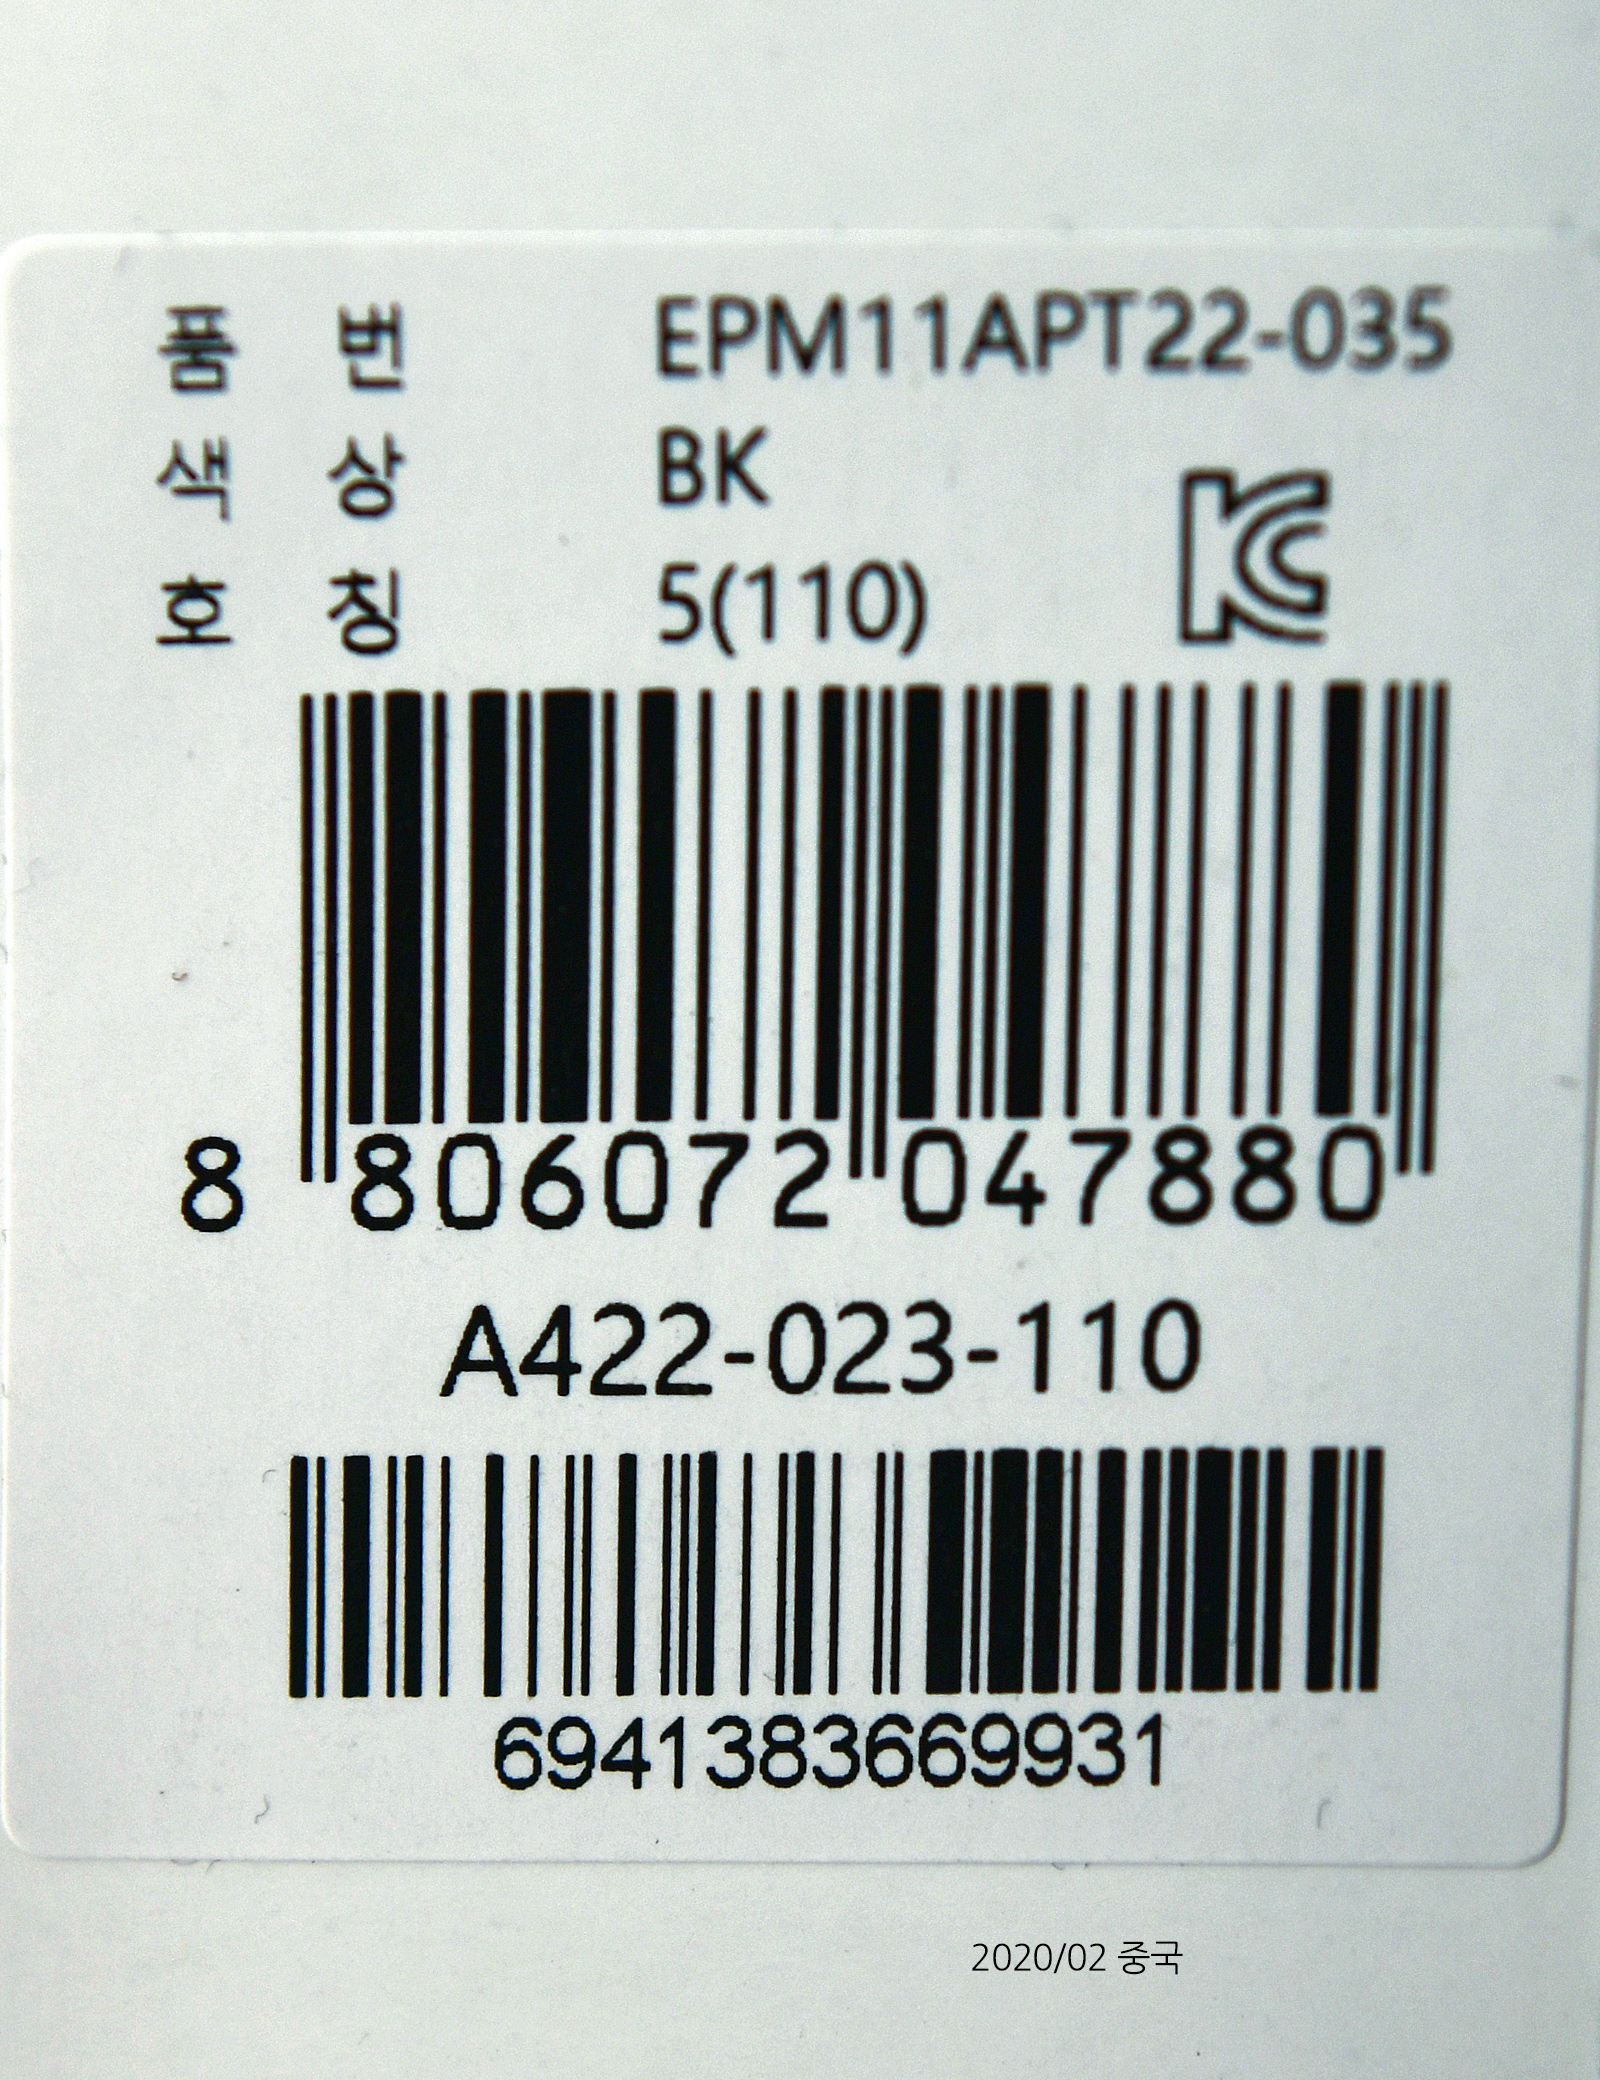 품 번 EPM11APT22-035
색 상 BK
호 칭 5(110)
KC
8 806072 047880
A422-023-110
6941383669931
2020/02 중국